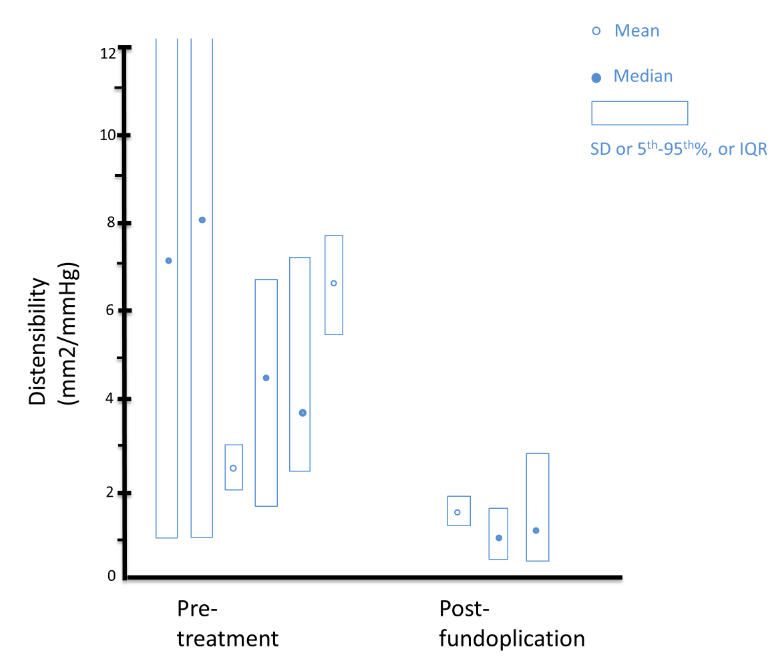 Mean
Median
SD or 5th-95th%, or IQR
12
10
8
6
4
2
0
Distensibility
(mm2/mmHg)
Pre-
treatment
Post-
fundoplication